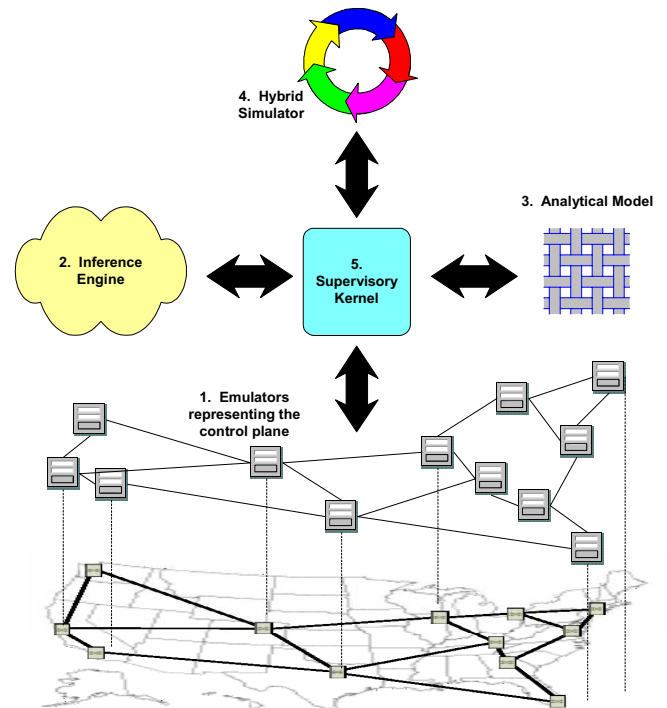 4. Hybrid
Simulator
3. Analytical Model
2. Inference
Engine
5.
Supervisory
Kernel
1. Emulators
representing the
control plane